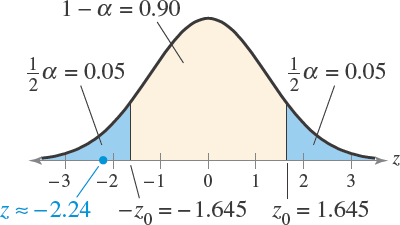 1 − α = 0.90
½α = 0.05
½α = 0.05
z
−3 −2 −1 0 1 2 3
z ≈ −2.24
−z₀ = −1.645
z₀ = 1.645